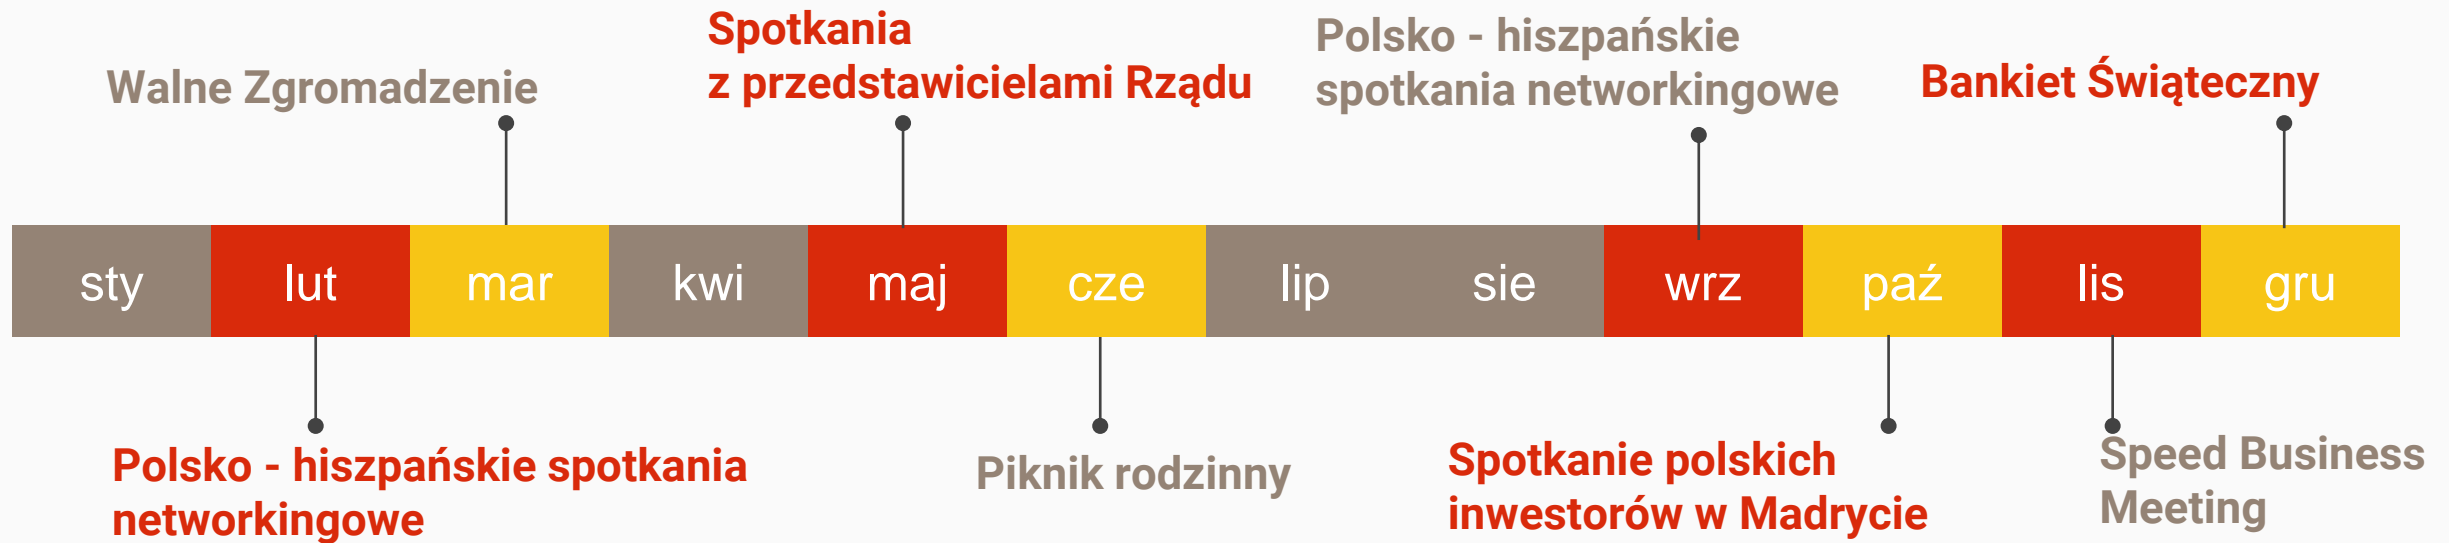 Spotkania
z przedstawicielami Rządu
Polsko - hiszpańskie
spotkania networkingowe
Walne Zgromadzenie
Bankiet Świąteczny
sty lut mar kwi maj cze lip sie wrz paź lis gru
Polsko - hiszpańskie spotkania
networkingowe
Piknik rodzinny
Spotkanie polskich
inwestorów w Madrycie
Speed Business
Meeting